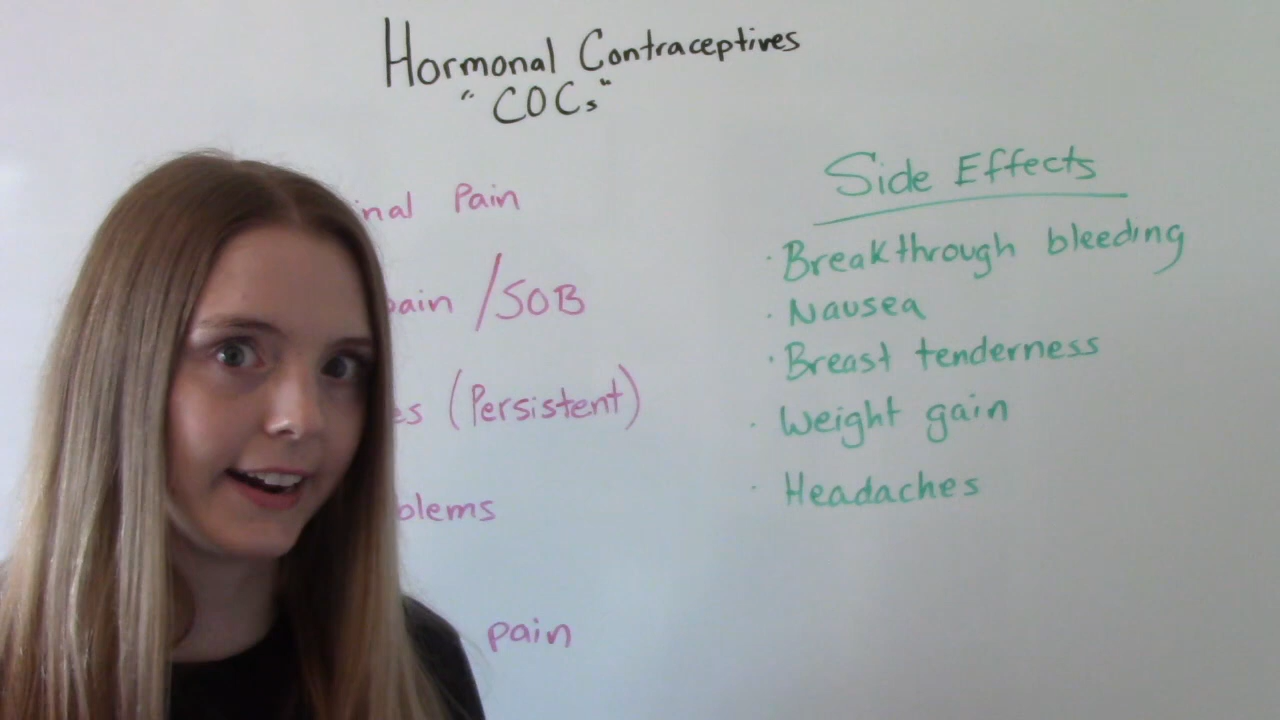 Hormonal Contraceptives
"COCs"
nal Pain
pain /SOB
es (Persistent)
blems
pain
Side Effects
· Breakthrough bleeding
· Nausea
· Breast tenderness
· Weight gain
· Headaches